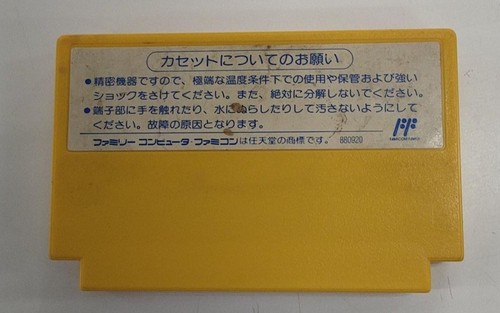 カセットについてのお願い
●精密機器ですので、極端な温度条件下での使用や保管および強い
ショックをさけてください。また、絶対に分解しないでください。
●端子部に手を触れたり、水にぬらしたりして汚さないようにして
ください。故障の原因となります。
ファミリーコンピュータ・ファミコンは任天堂の商標です。 880920